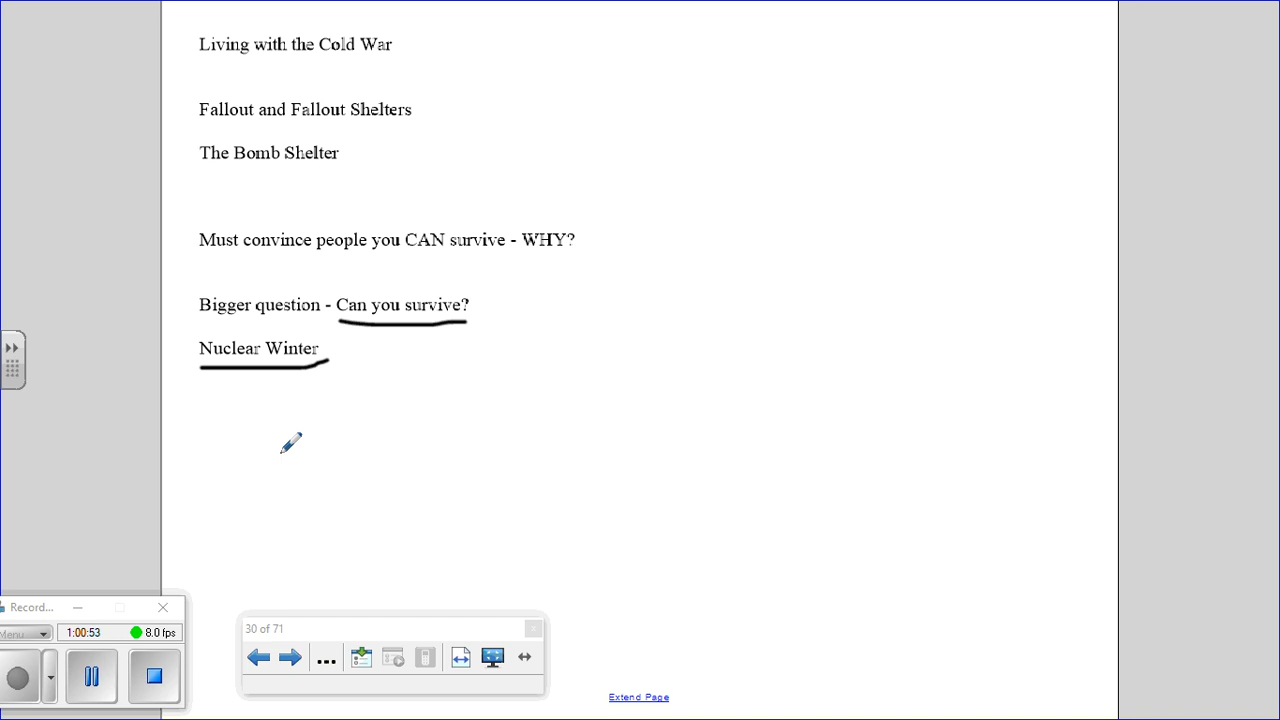 Living with the Cold War
Fallout and Fallout Shelters
The Bomb Shelter
Must convince people you CAN survive - WHY?
Bigger question - Can you survive?
Nuclear Winter
Record...
Menu
1:00:53
8.0 fps
30 of 71
...
Extend Page